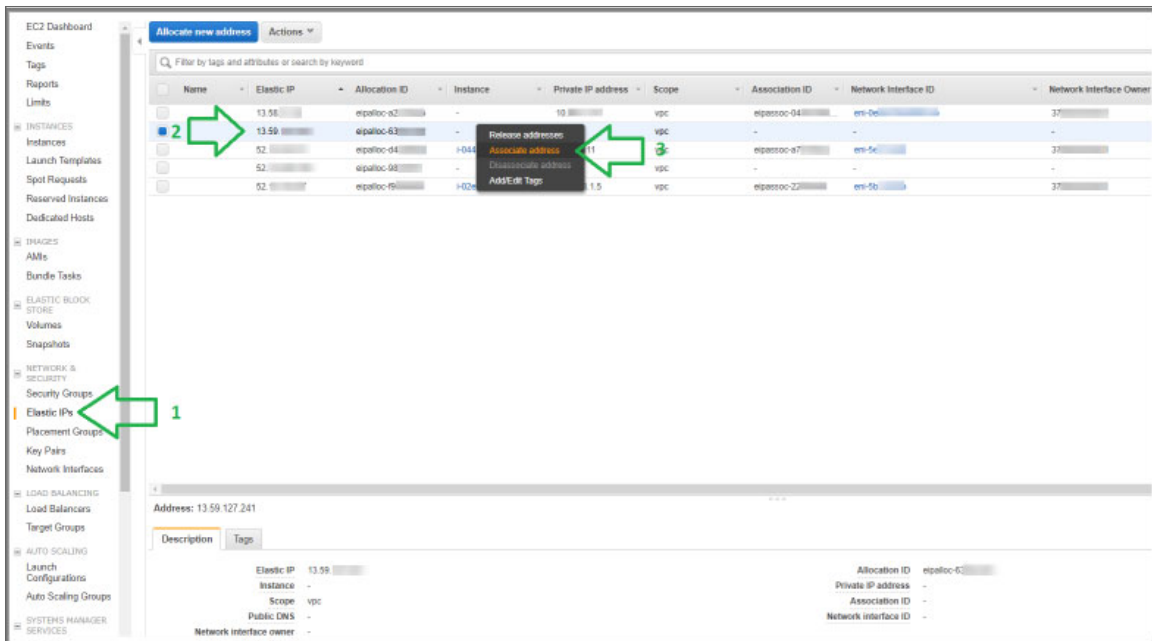 EC2 Dashboard
Events
Tags
Reports
Limits
INSTANCES
Instances
Launch Templates
Spot Requests
Reserved Instances
Dedicated Hosts
IMAGES
AMIs
Bundle Tasks
ELASTIC BLOCK
STORE
Volumes
Snapshots
NETWORK &
SECURITY
Security Groups
Elastic IPs
1
Placement Groups
Key Pairs
Network Interfaces
LOAD BALANCING
Load Balancers
Target Groups
AUTO SCALING
Launch
Configurations
Auto Scaling Groups
SYSTEMS MANAGER
SERVICES
Allocate new address Actions
Filter by tags and attributes or search by keyword
Name Elastic IP Allocation ID Instance Private IP address Scope Association ID Network Interface ID Network Interface Owner
13.58. eipalloc-a2 - 10. vpc eipassoc-04 ... eni-0e 37
2 13.59. eipalloc-63 vpc - - -
52. eipalloc-d4 i-044 11 eipassoc-a7 eni-5c 37
52. eipalloc-98 vpc - - -
52. eipalloc-f9 i-02e .1.5 vpc eipassoc-22 eni-5b 37
Release addresses
Associate address 3
Disassociate address
Add/Edit Tags
Address: 13.59.127.241
Description Tags
Elastic IP 13.59. Allocation ID eipalloc-63
Instance - Private IP address -
Scope vpc Association ID -
Public DNS - Network interface ID -
Network interface owner -